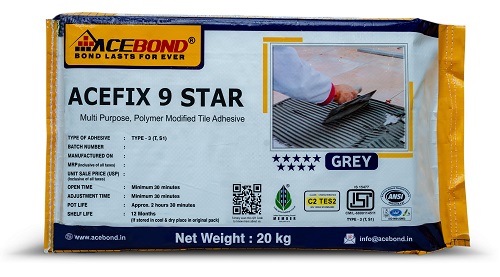 ACEBOND®
BOND LASTS FOR EVER
ACEFIX 9 STAR
Multi Purpose, Polymer Modified Tile Adhesive
TYPE OF ADHESIVE : TYPE - 3 (T, S1)
BATCH NUMBER :
MANUFACTURED ON :
MRP(Inclusive of all taxes) :
UNIT SALE PRICE (USP) :
(Inclusive of all taxes)
OPEN TIME : Minimum 30 minutes
ADJUSTMENT TIME : Minimum 30 minutes
POT LIFE : Approx. 2 hours 30 minutes
SHELF LIFE : 12 Months
(If stored in cool & dry place in original pack)
GREY
MEMBER
C2 TES2
IS 15477
TYPE - 3 (T, S1)
ANSI
www.acebond.in
Net Weight : 20 kg
info@acebond.in